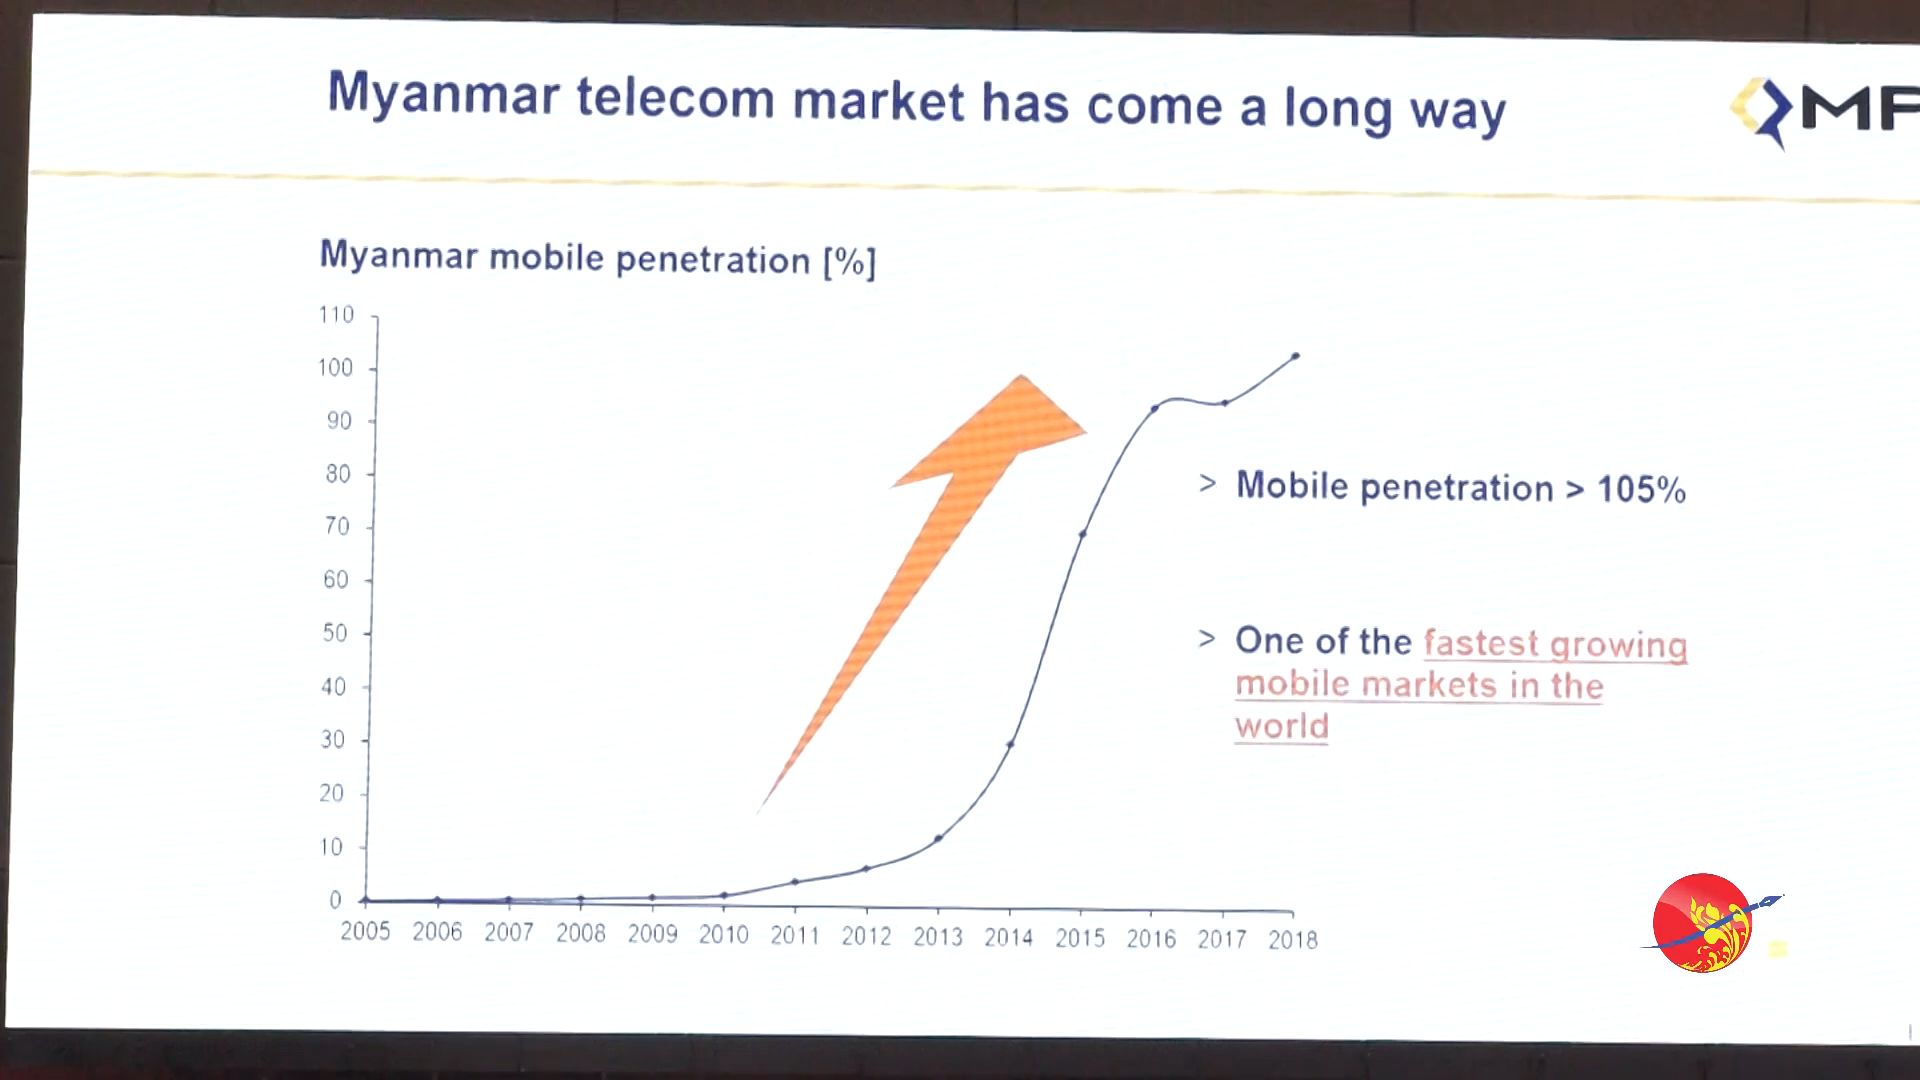 Myanmar telecom market has come a long way
Myanmar mobile penetration [%]
110
100
90
80
70
60
50
40
30
20
10
0
2005 2006 2007 2008 2009 2010 2011 2012 2013 2014 2015 2016 2017 2018
> Mobile penetration > 105%
> One of the fastest growing
mobile markets in the
world